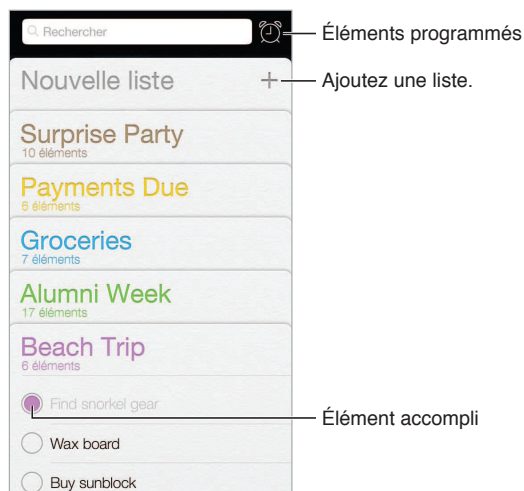 Rechercher
Éléments programmés
Nouvelle liste
Ajoutez une liste.
Surprise Party
10 éléments
Payments Due
6 éléments
Groceries
7 éléments
Alumni Week
17 éléments
Beach Trip
6 éléments
Find snorkel gear
Élément accompli
Wax board
Buy sunblock